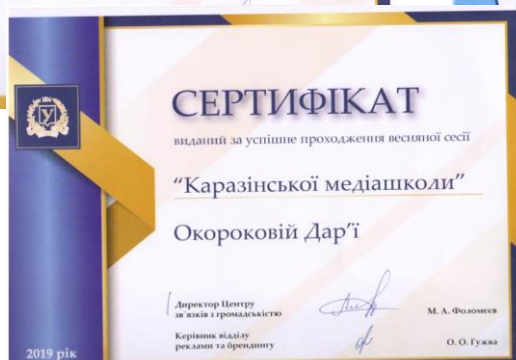 СЕРТИФІКАТ
виданий за успішне проходження весняної сесії
“Каразінської медіашколи”
Окороковій Дар’ї
Директор Центру
зв`язків з громадськістю
М. А. Фоломєєв
Керівник відділу
реклами та брендингу
О. О. Гужва
2019 рік